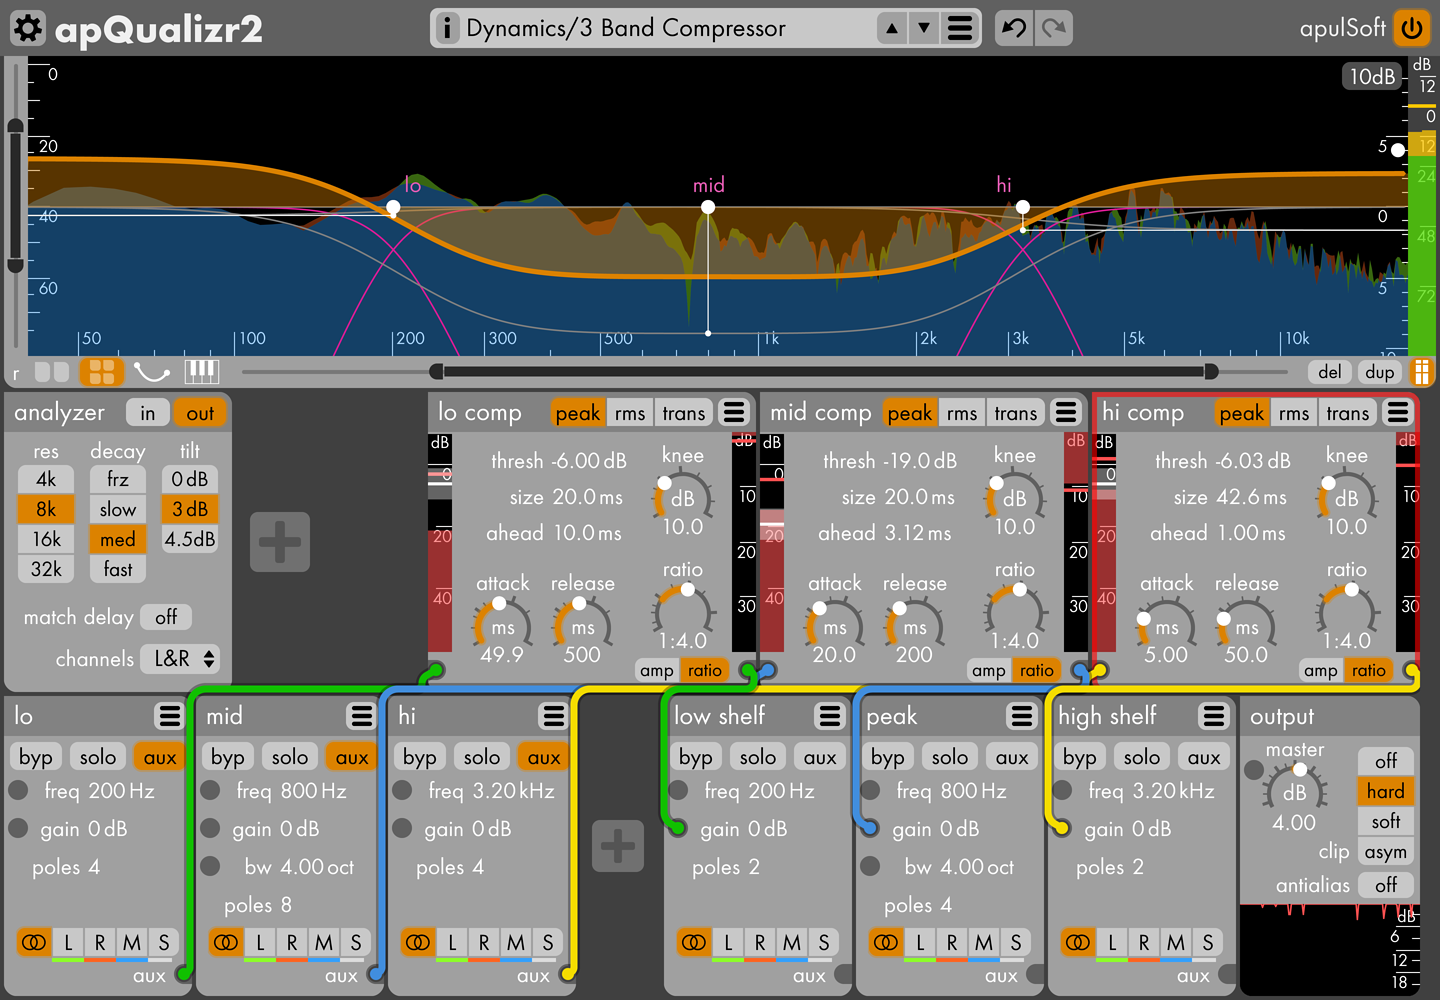 apQualizr2
i Dynamics/3 Band Compressor ▲ ▼
apulSoft
0 10dB dB
12
0
20 5 12
lo mid hi 24
40 0 48
60 5 72
50 100 200 300 500 1k 2k 3k 5k 10k
r del dup
analyzer in out
res decay tilt
4k frz 0 dB
8k slow 3 dB
16k med 4.5dB
32k fast
match delay off
channels L&R
lo comp peak rms trans
dB thresh -6.00 dB knee dB
0 size 20.0 ms dB 10
ahead 10.0 ms 10.0
20 20
attack release ratio
40 ms ms 30
49.9 500 1:4.0
amp ratio
mid comp peak rms trans
dB thresh -19.0 dB knee dB
0 size 20.0 ms dB 10
ahead 3.12 ms 10.0
20 20
attack release ratio
40 ms ms 30
20.0 200 1:4.0
amp ratio
hi comp peak rms trans
dB thresh -6.03 dB knee dB
0 size 42.6 ms dB 10
ahead 1.00 ms 10.0
20 20
attack release ratio
40 ms ms 30
5.00 50.0 1:4.0
amp ratio
lo
byp solo aux
freq 200 Hz
gain 0 dB
poles 4
L R M S
aux
mid
byp solo aux
freq 800 Hz
gain 0 dB
bw 4.00 oct
poles 8
L R M S
aux
hi
byp solo aux
freq 3.20 kHz
gain 0 dB
poles 4
L R M S
aux
low shelf
byp solo aux
freq 200 Hz
gain 0 dB
poles 2
L R M S
aux
peak
byp solo aux
freq 800 Hz
gain 0 dB
bw 4.00 oct
poles 4
L R M S
aux
high shelf
byp solo aux
freq 3.20 kHz
gain 0 dB
poles 2
L R M S
aux
output
master off
dB hard
4.00 soft
clip asym
antialias off
dB
6
12
18